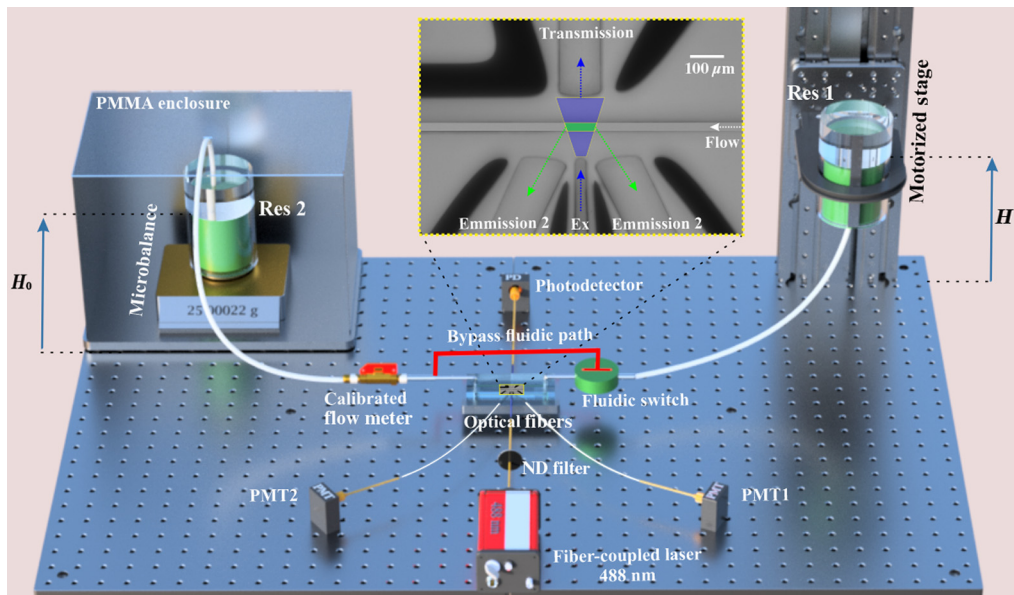 Transmission
100 μm
Flow
Emmission 2
Ex
Emmission 2
PMMA enclosure
Res 2
Microbalance
H₀
Res 1
Motorized stage
H
PD
Photodetector
Bypass fluidic path
Calibrated
flow meter
Fluidic switch
Optical fibers
ND filter
PMT2
PMT
PMT
PMT1
Fiber-coupled laser
488 nm